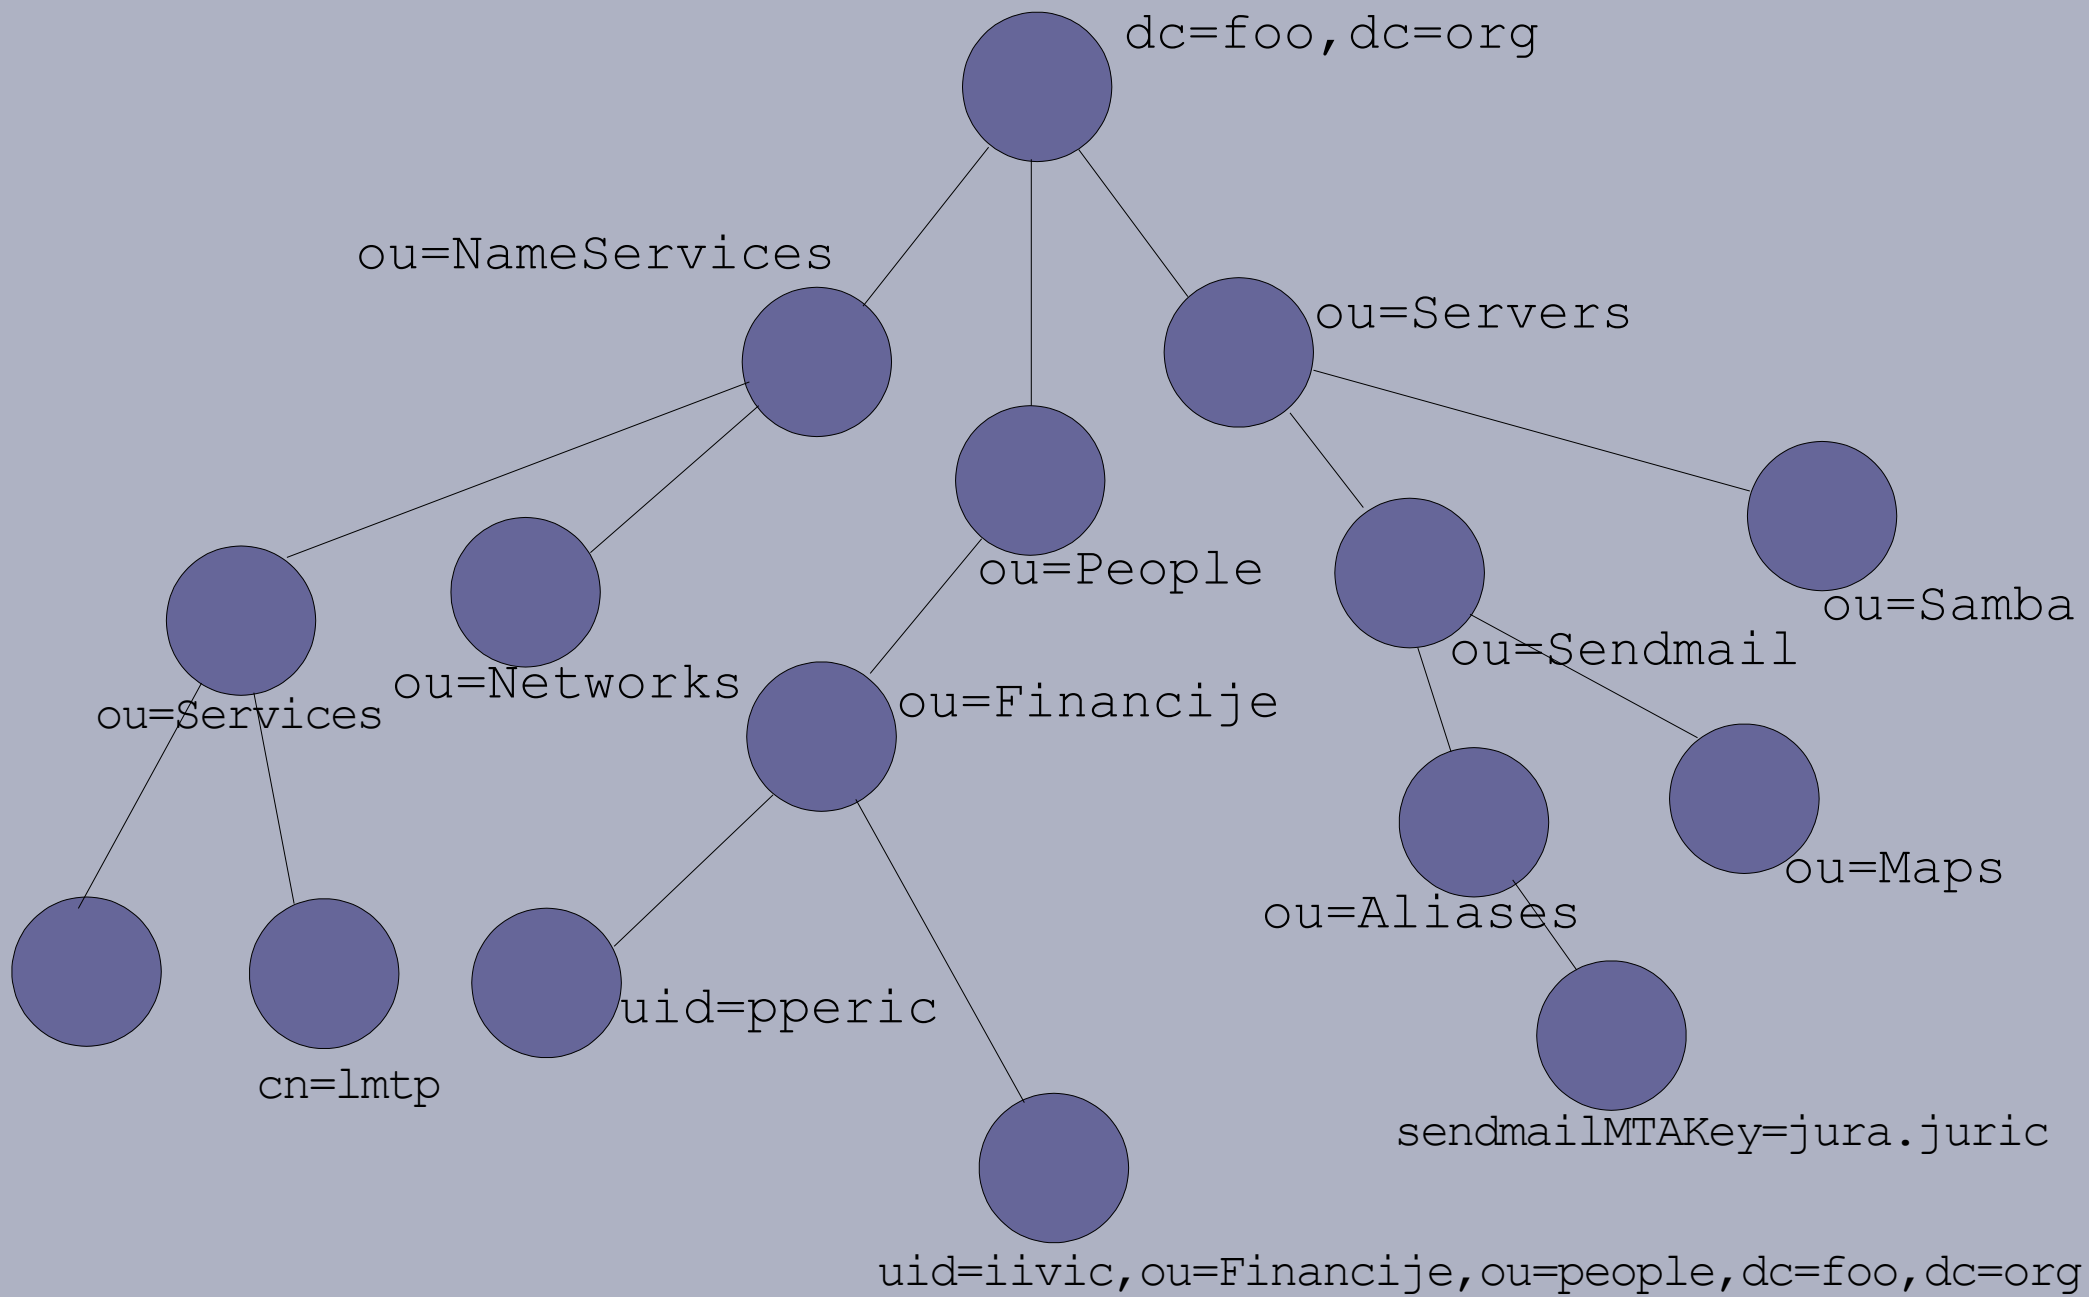 dc=foo,dc=org
ou=NameServices
ou=Servers
ou=People
ou=Samba
ou=Sendmail
ou=Networks
ou=Financije
ou=Services
ou=Maps
ou=Aliases
uid=pperic
cn=lmtp
sendmailMTAKey=jura.juric
uid=iivic,ou=Financije,ou=people,dc=foo,dc=org